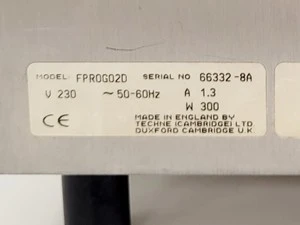 MODEL: FPROG02D SERIAL NO 66332-8A
V 230 ~ 50-60Hz A 1.3
W 300
CE
MADE IN ENGLAND BY
TECHNE (CAMBRIDGE) LTD
DUXFORD CAMBRIDGE U.K.